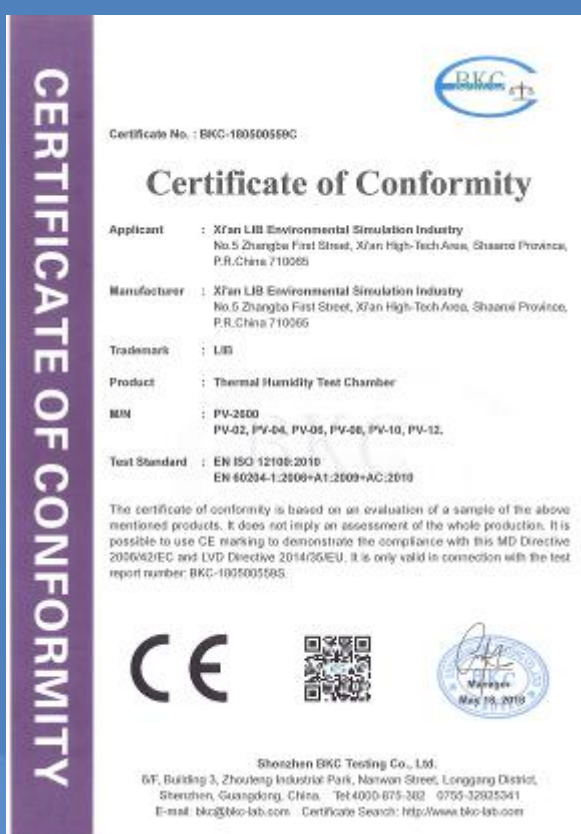 CERTIFICATE OF CONFORMITY
BKC
Certificate No. : BKC-180500559C
Certificate of Conformity
Applicant : Xi'an LIB Environmental Simulation Industry
No.5 Zhangba First Street, Xi'an High-Tech Area, Shaanxi Province,
P.R.China 710065
Manufacturer : Xi'an LIB Environmental Simulation Industry
No.5 Zhangba First Street, Xi'an High-Tech Area, Shaanxi Province,
P.R.China 710065
Trademark : LIB
Product : Thermal Humidity Test Chamber
M/N : PV-2600
PV-02, PV-04, PV-06, PV-08, PV-10, PV-12.
Test Standard : EN ISO 12100:2010
EN 60204-1:2006+A1:2009+AC:2010
The certificate of conformity is based on an evaluation of a sample of the above
mentioned products. It does not imply an assessment of the whole production. It is
possible to use CE marking to demonstrate the compliance with this MD Directive
2006/42/EC and LVD Directive 2014/35/EU. It is only valid in connection with the test
report number: BKC-180500559S.
CE
BKC
Manager
May 18, 2018
Shenzhen BKC Testing Co., Ltd.
6/F, Building 3, Zhouteng Industrial Park, Nanwan Street, Longgang District,
Shenzhen, Guangdong, China. Tel:4000-875-382 0755-32925341
E-mail: bkc@bkc-lab.com Certificate Search: http://www.bkc-lab.com